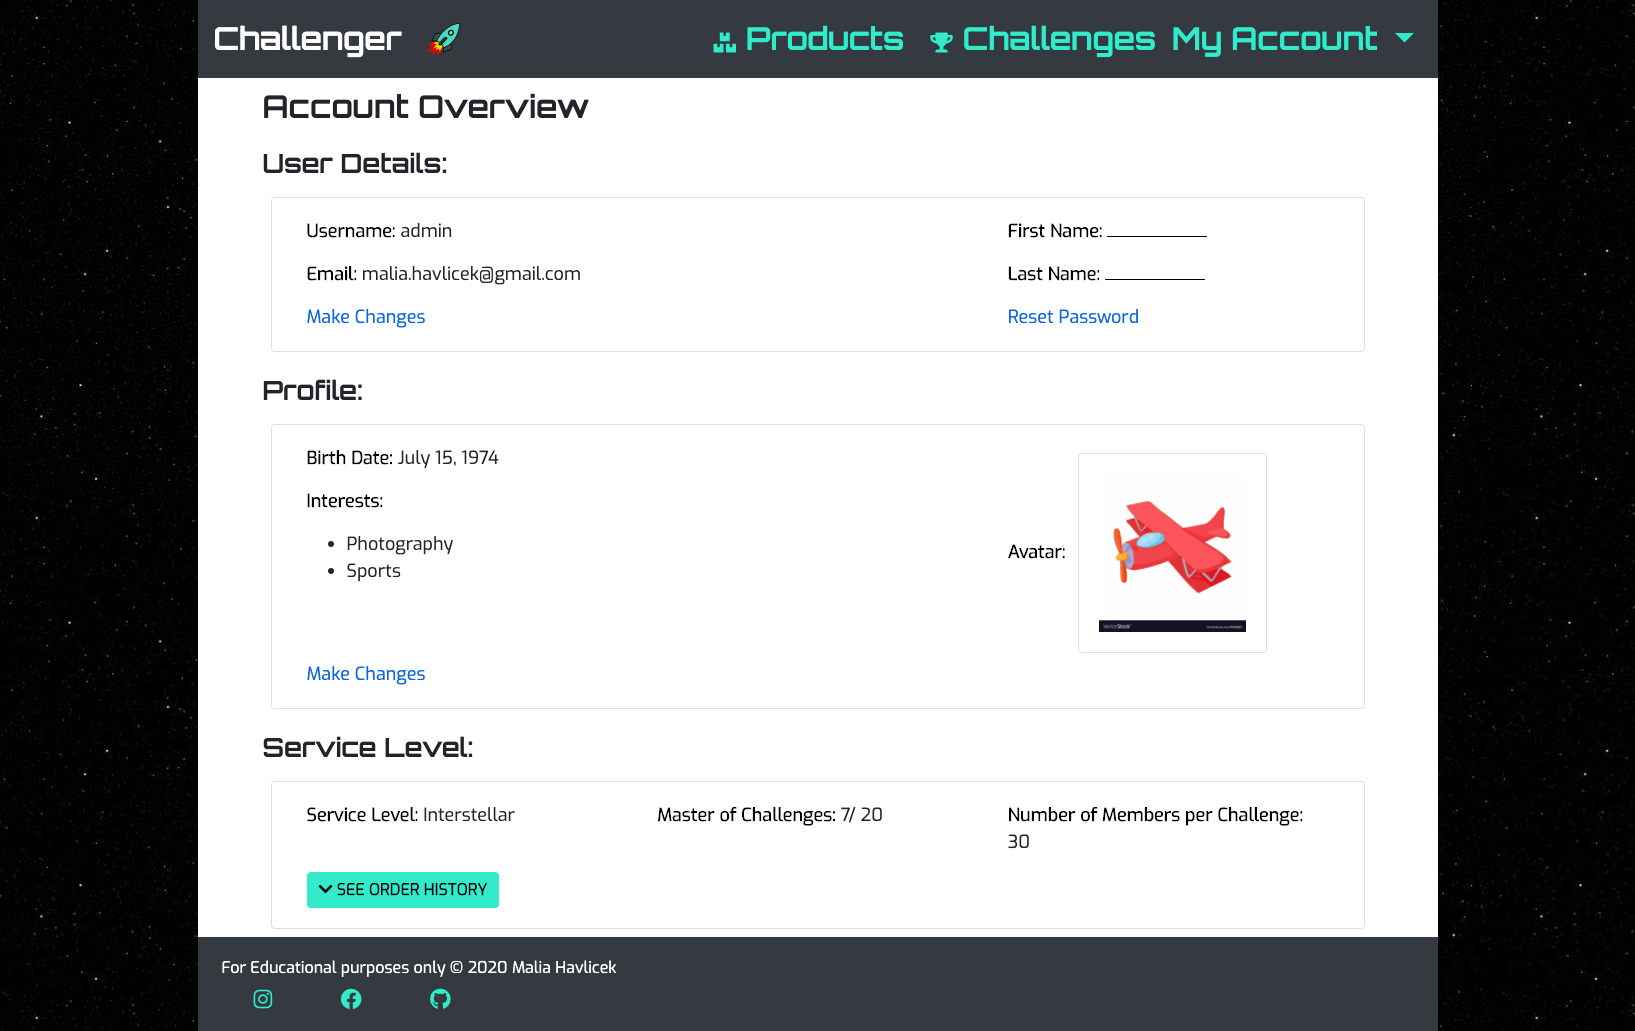 Challenger
Products
Challenges
My Account
Account Overview
User Details:
Username: admin
First Name:
Email: malia.havlicek@gmail.com
Last Name:
Make Changes
Reset Password
Profile:
Birth Date: July 15, 1974
Interests:
• Photography
• Sports
Avatar:
VectorStock
Make Changes
Service Level:
Service Level: Interstellar
Master of Challenges: 7/ 20
Number of Members per Challenge:
30
SEE ORDER HISTORY
For Educational purposes only © 2020 Malia Havlicek